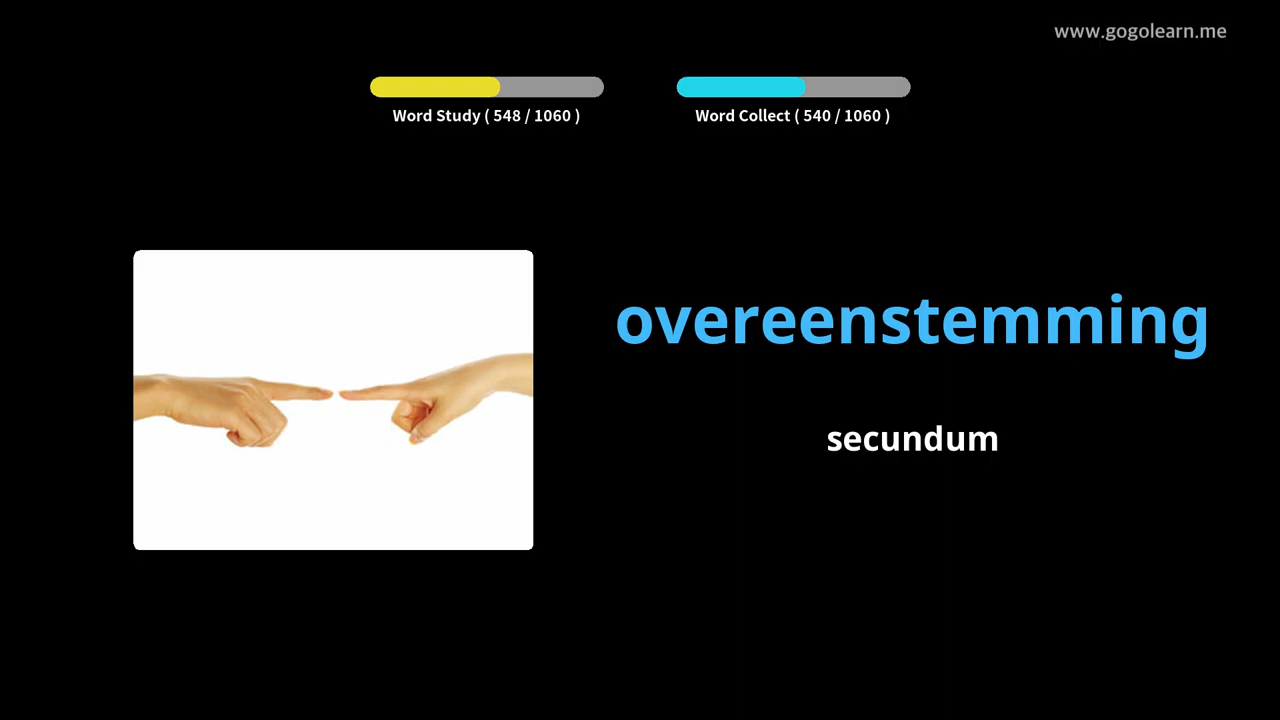 www.gogolearn.me
Word Study ( 548 / 1060 )
Word Collect ( 540 / 1060 )
overeenstemming
secundum